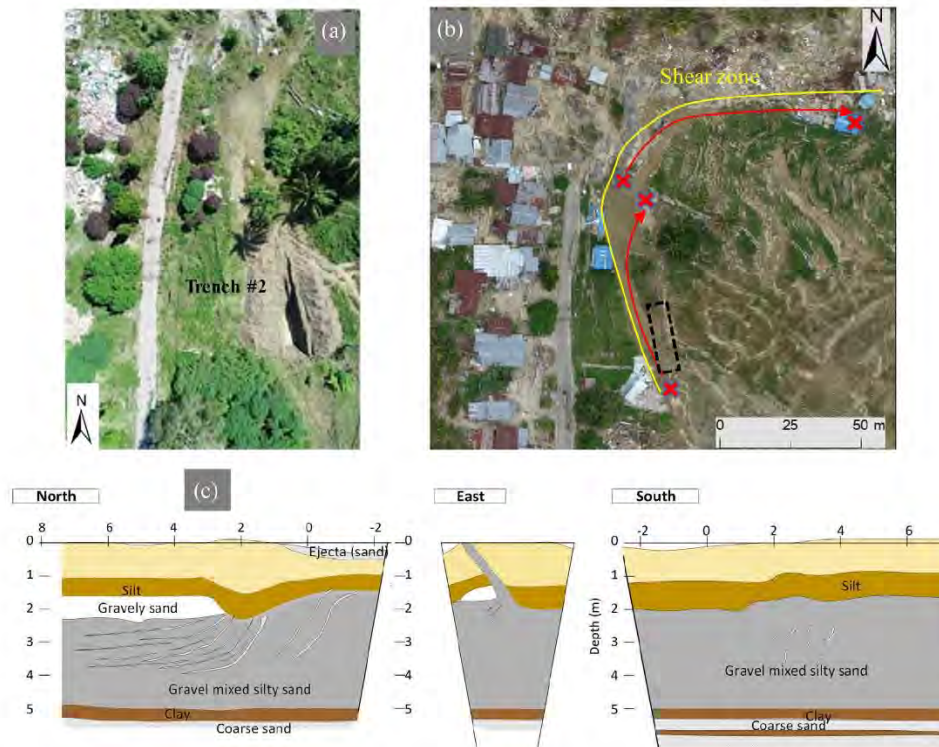 (a)
Trench #2
N
(b)
N
Shear zone
0 25 50 m
(c)
North
East
South
8 6 4 2 0 -2
-2 0 2 4 6
0
1
2
3
4
5
Ejecta (sand)
Silt
Gravely sand
Gravel mixed silty sand
Clay
Coarse sand
—0
—1
—2
—3
—4
—5
0
1
2
3
4
5
Depth (m)
Silt
Gravel mixed silty sand
Clay
Coarse sand